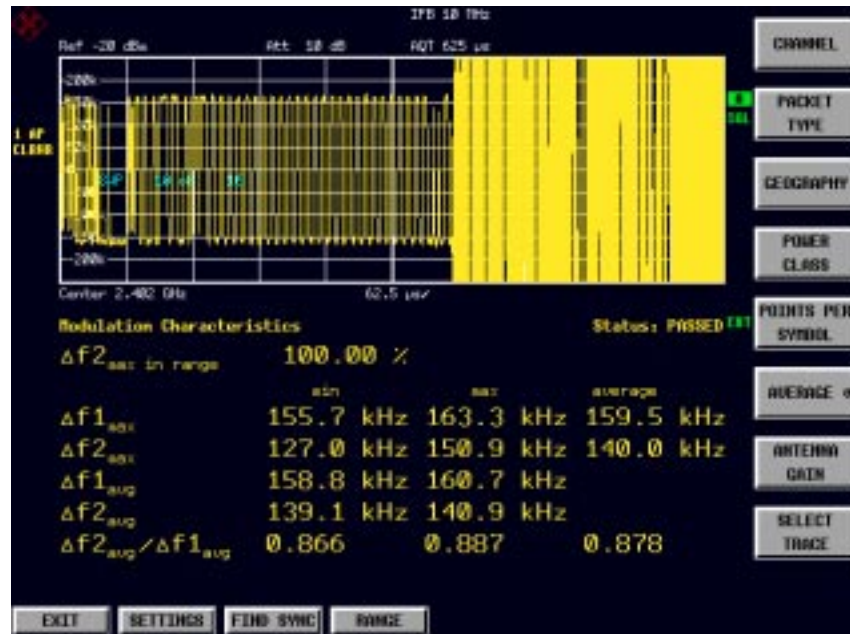 IFB 10 MHz
Ref -20 dBm Att 10 dB AQT 625 µs
CHANNEL
200k
PACKET TYPE
SGL
1 AP
CLRWR
GEOGRAPHY
-200k
POWER CLASS
Center 2.402 GHz 62.5 µs/
Modulation Characteristics Status: PASSED
EXT
POINTS PER SYMBOL
Δf2max in range 100.00 %
min max average
AVERAGE
Δf1max 155.7 kHz 163.3 kHz 159.5 kHz
Δf2max 127.0 kHz 150.9 kHz 140.0 kHz
ANTENNA GAIN
Δf1avg 158.8 kHz 160.7 kHz
Δf2avg 139.1 kHz 140.9 kHz
SELECT TRACE
Δf2avg/Δf1avg 0.866 0.887 0.878
EXIT SETTINGS FIND SYNC RANGE